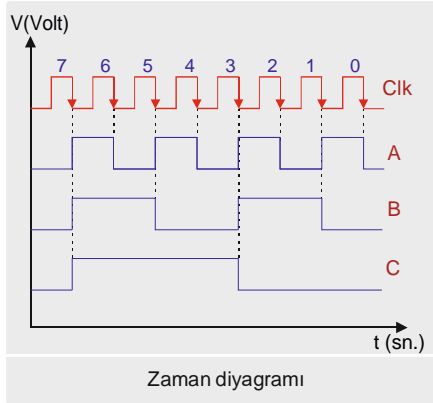 V(Volt)
7 6 5 4 3 2 1 0
Clk
A
B
C
t (sn.)
Zaman diyagramı